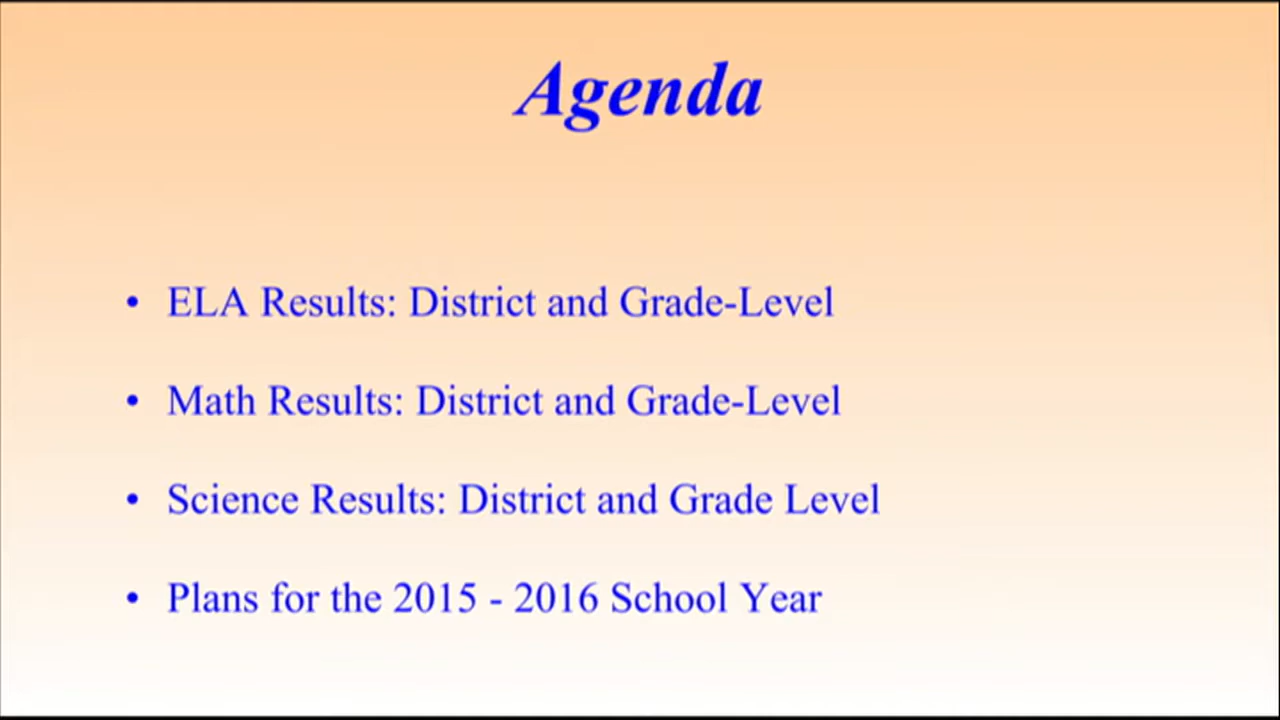 Agenda
• ELA Results: District and Grade-Level
• Math Results: District and Grade-Level
• Science Results: District and Grade Level
• Plans for the 2015 - 2016 School Year